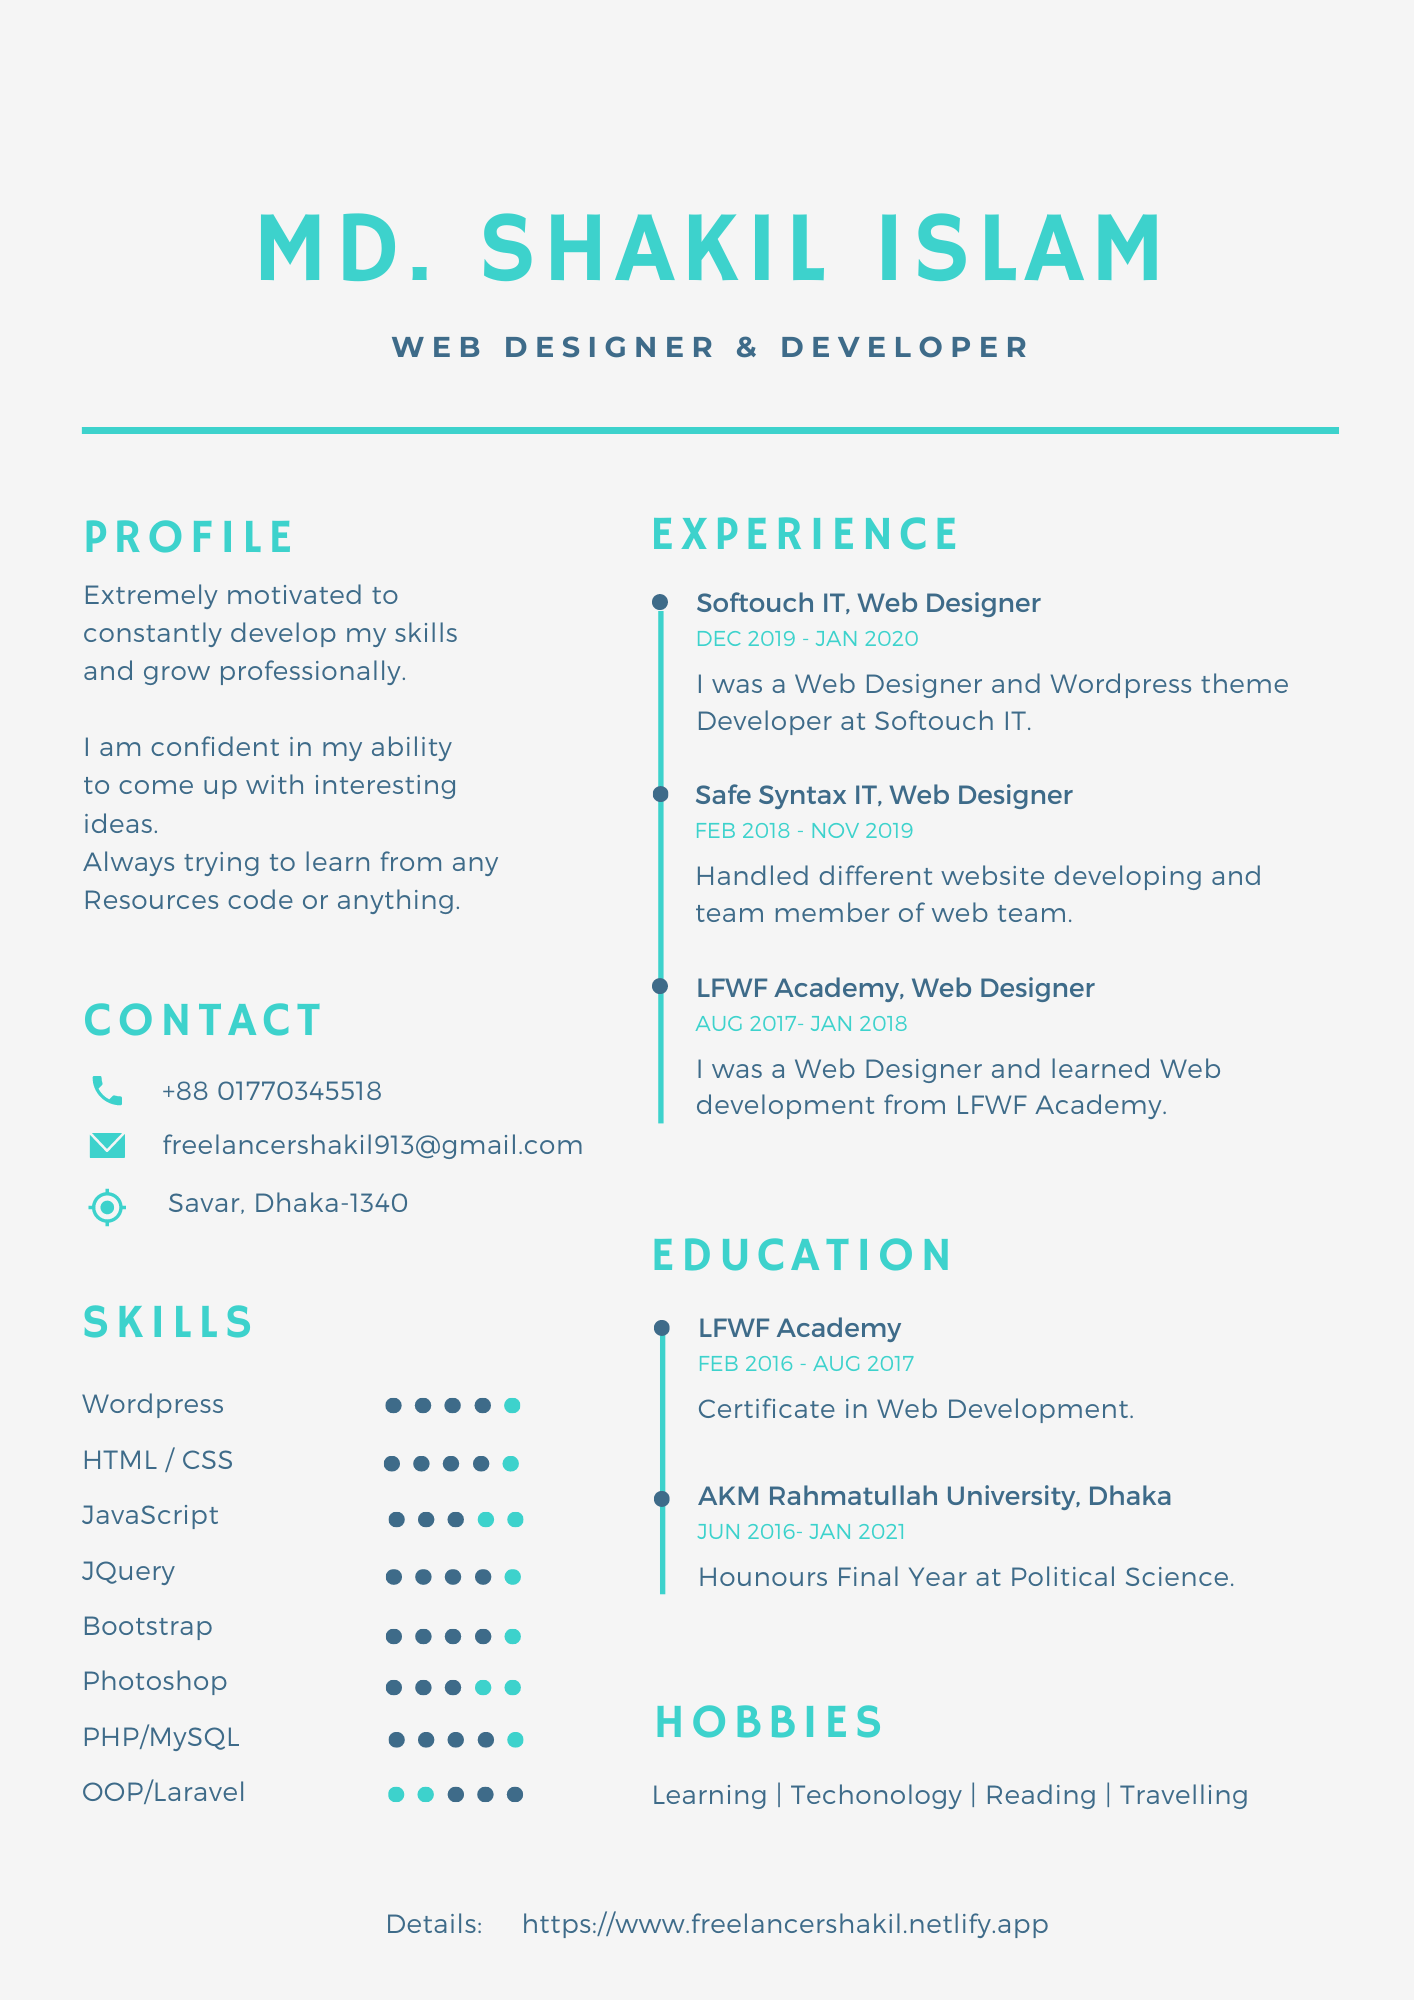 MD. SHAKIL ISLAM
WEB DESIGNER & DEVELOPER
PROFILE
Extremely motivated to
constantly develop my skills
and grow professionally.
I am confident in my ability
to come up with interesting
ideas.
Always trying to learn from any
Resources code or anything.
CONTACT
+88 01770345518
freelancershakil913@gmail.com
Savar, Dhaka-1340
SKILLS
Wordpress
HTML / CSS
JavaScript
JQuery
Bootstrap
Photoshop
PHP/MySQL
OOP/Laravel
EXPERIENCE
Softouch IT, Web Designer
DEC 2019 - JAN 2020
I was a Web Designer and Wordpress theme
Developer at Softouch IT.
Safe Syntax IT, Web Designer
FEB 2018 - NOV 2019
Handled different website developing and
team member of web team.
LFWF Academy, Web Designer
AUG 2017- JAN 2018
I was a Web Designer and learned Web
development from LFWF Academy.
EDUCATION
LFWF Academy
FEB 2016 - AUG 2017
Certificate in Web Development.
AKM Rahmatullah University, Dhaka
JUN 2016- JAN 2021
Hounours Final Year at Political Science.
HOBBIES
Learning | Techonology | Reading | Travelling
Details: https://www.freelancershakil.netlify.app